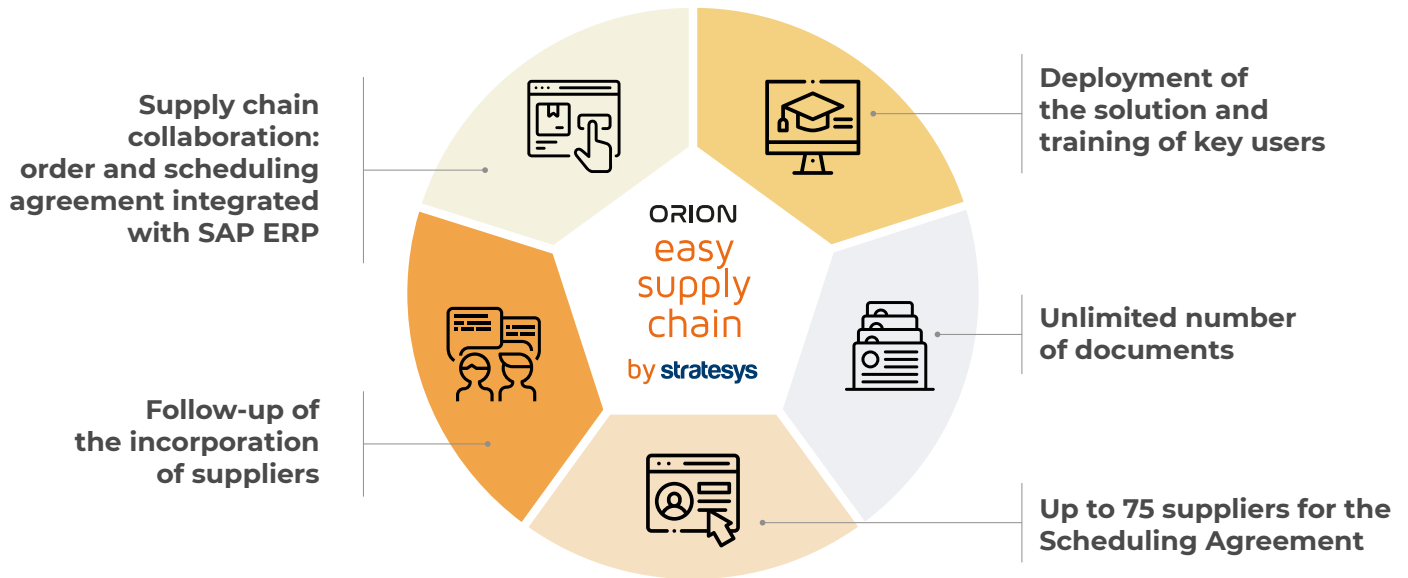 Supply chain
collaboration:
order and scheduling
agreement integrated
with SAP ERP
Deployment of
the solution and
training of key users
ORION
easy
supply
chain
by stratesys
Unlimited number
of documents
Follow-up of
the incorporation
of suppliers
Up to 75 suppliers for the
Scheduling Agreement